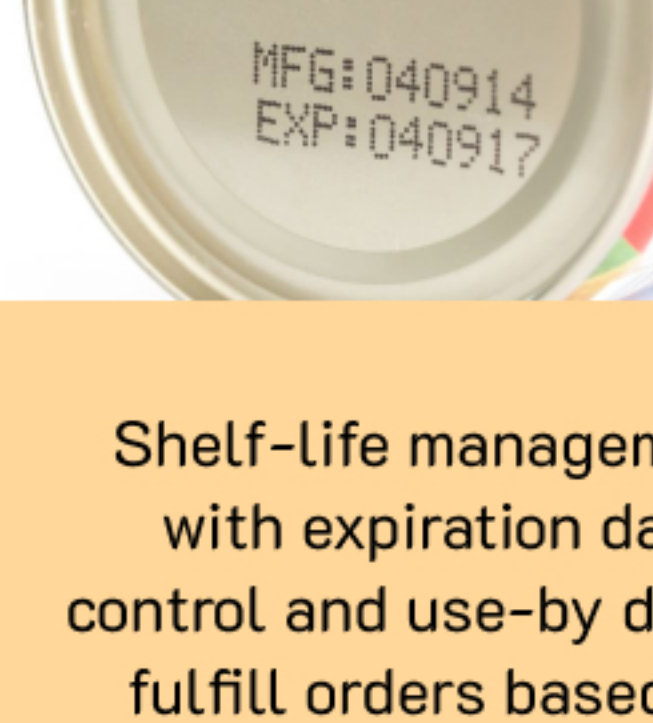 MFG:040914
EXP:040917
Shelf-life managem
with expiration da
control and use-by d
fulfill orders based